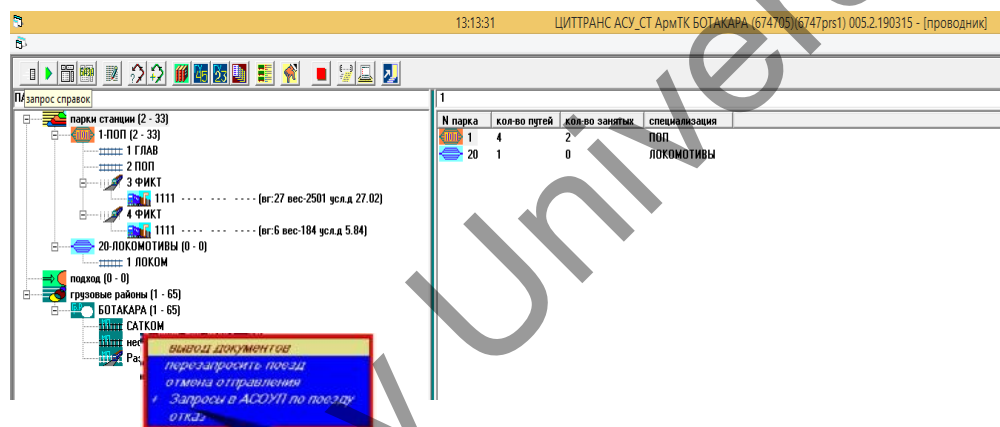 13:13:31 ЦИТТРАНС АСУ_СТ АрмТК БОТАКАРА (674705)(6747prs1) 005.2.190315 - [проводник]
45 23
запрос справок
1
парки станции (2 - 33)
1-ПОП (2 - 33)
1 ГЛАВ
2 ПОП
3 ФИКТ
1111 ---- --- ---- (вг:27 вес-2501 усл.д 27.02)
4 ФИКТ
1111 ---- --- ---- (вг:6 вес-184 усл.д 5.84)
20-ЛОКОМОТИВЫ (0 - 0)
1 ЛОКОМ
подход (0 - 0)
грузовые районы (1 - 65)
БОТАКАРА (1 - 65)
САТКОМ
N парка кол-во путей кол-во занятых специализация
1 4 2 ПОП
20 1 0 ЛОКОМОТИВЫ
вывод документов
перезапросить поезд
отмена отправления
Запросы в АСОУП по поезду
отказ